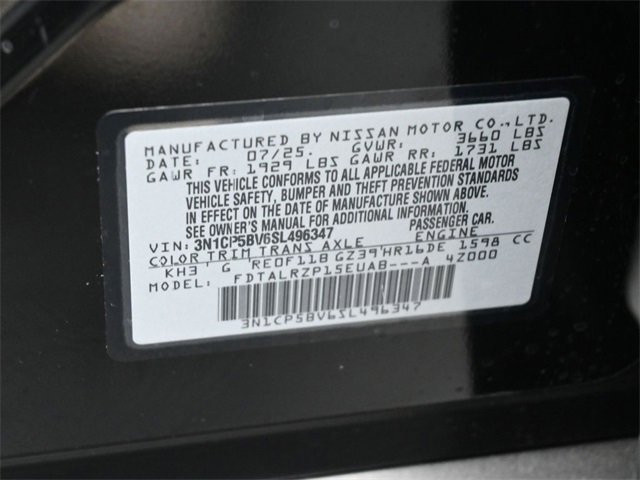 MANUFACTURED BY NISSAN MOTOR CO.,LTD.
DATE: 07/25. GVWR: 3660 LBS
GAWR FR: 1929 LBS GAWR RR: 1731 LBS
THIS VEHICLE CONFORMS TO ALL APPLICABLE FEDERAL MOTOR
VEHICLE SAFETY, BUMPER AND THEFT PREVENTION STANDARDS
IN EFFECT ON THE DATE OF MANUFACTURE SHOWN ABOVE.
SEE OWNER'S MANUAL FOR ADDITIONAL INFORMATION.
VIN: 3N1CP5BV6SL496347 PASSENGER CAR.
COLOR TRIM TRANS AXLE ENGINE
KH3 G RE0F11B GZ39 HR16DE 1598 CC
MODEL: FDTALRZP15EUAB---A 4Z000
3N1CP5BV6SL496347